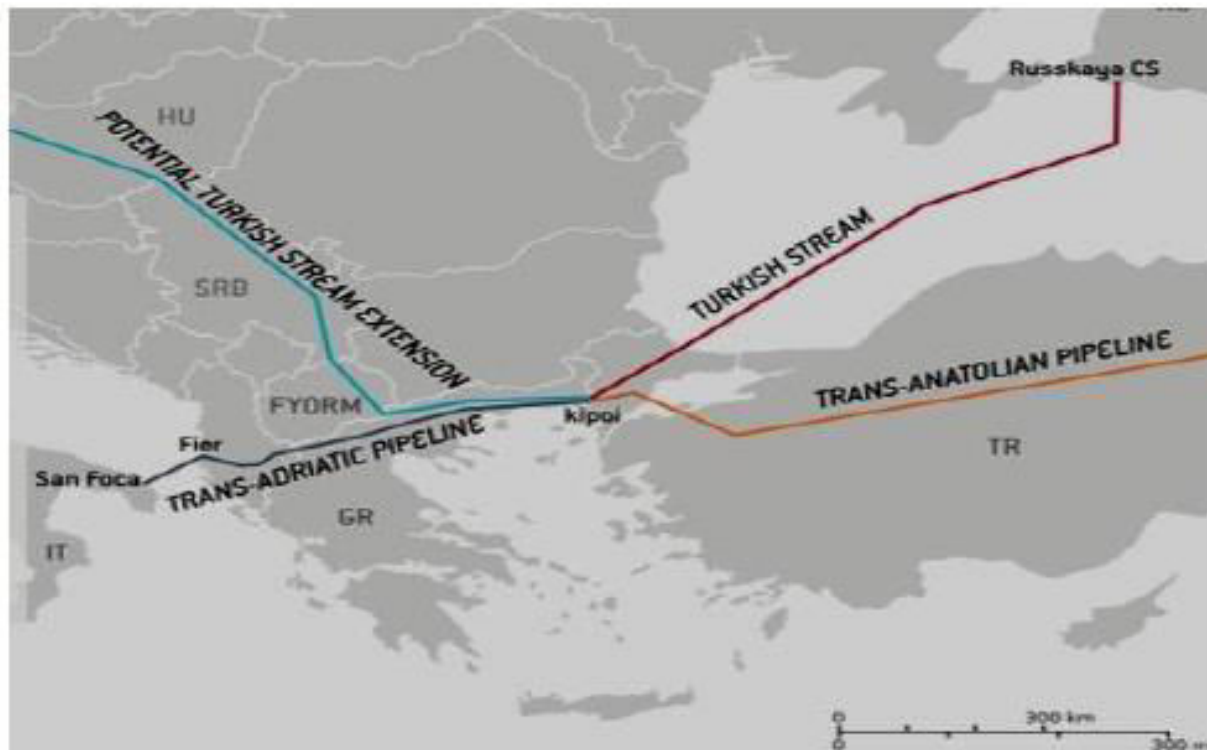 Russkaya CS
HU
POTENTIAL TURKISH STREAM EXTENSION
TURKISH STREAM
SRB
TRANS-ANATOLIAN PIPELINE
FYORM
kipoi
Fier
TRANS-ADRIATIC PIPELINE
San Foca
TR
GR
IT
0 300 km
0 300